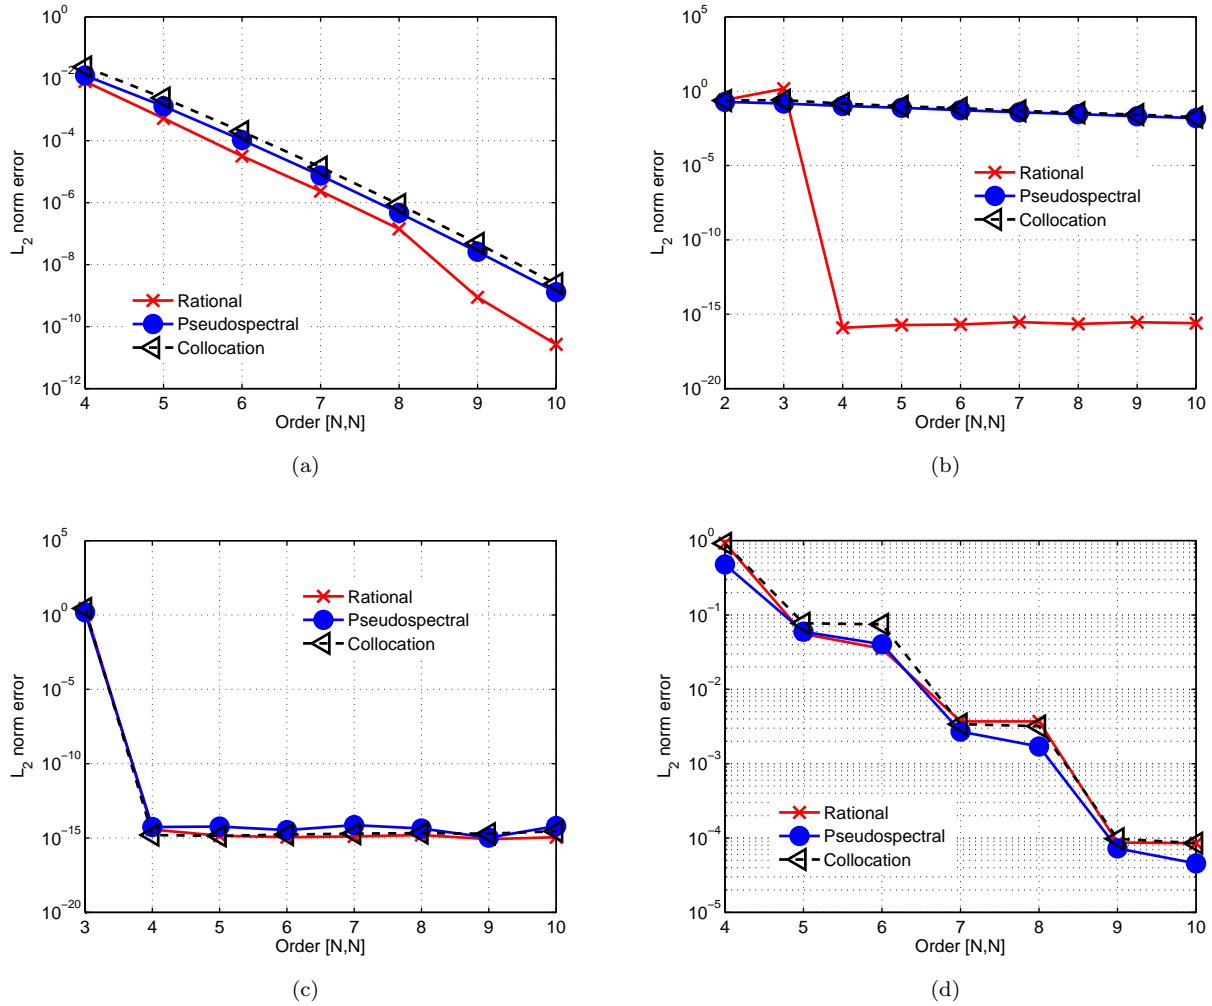 10^0
10^−2
10^−4
10^−6
10^−8
10^−10
10^−12
L_2 norm error
4 5 6 7 8 9 10
Order [N,N]
Rational
Pseudospectral
Collocation
(a)
10^5
10^0
10^−5
10^−10
10^−15
10^−20
L_2 norm error
2 3 4 5 6 7 8 9 10
Order [N,N]
Rational
Pseudospectral
Collocation
(b)
10^5
10^0
10^−5
10^−10
10^−15
10^−20
L_2 norm error
3 4 5 6 7 8 9 10
Order [N,N]
Rational
Pseudospectral
Collocation
(c)
10^0
10^−1
10^−2
10^−3
10^−4
10^−5
L_2 norm error
4 5 6 7 8 9 10
Order [N,N]
Rational
Pseudospectral
Collocation
(d)